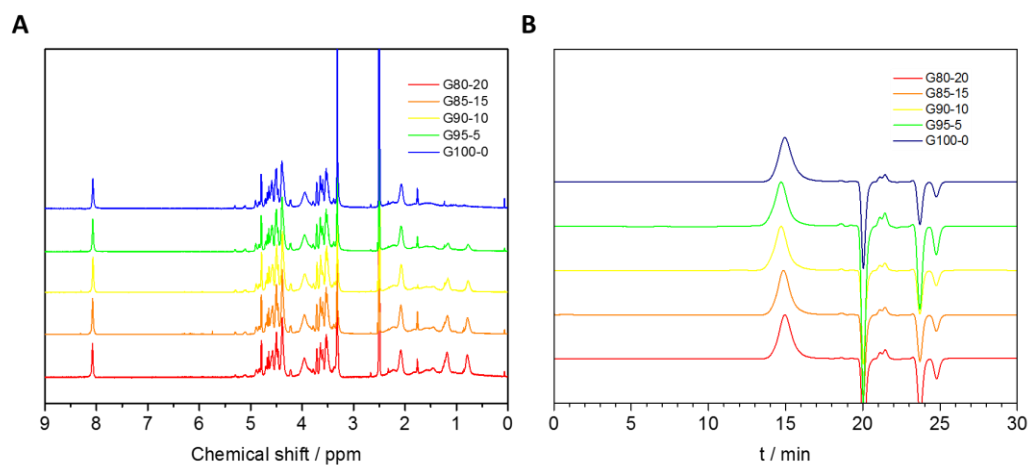 A
G80-20
G85-15
G90-10
G95-5
G100-0
9 8 7 6 5 4 3 2 1 0
Chemical shift / ppm
B
G80-20
G85-15
G90-10
G95-5
G100-0
0 5 10 15 20 25 30
t / min